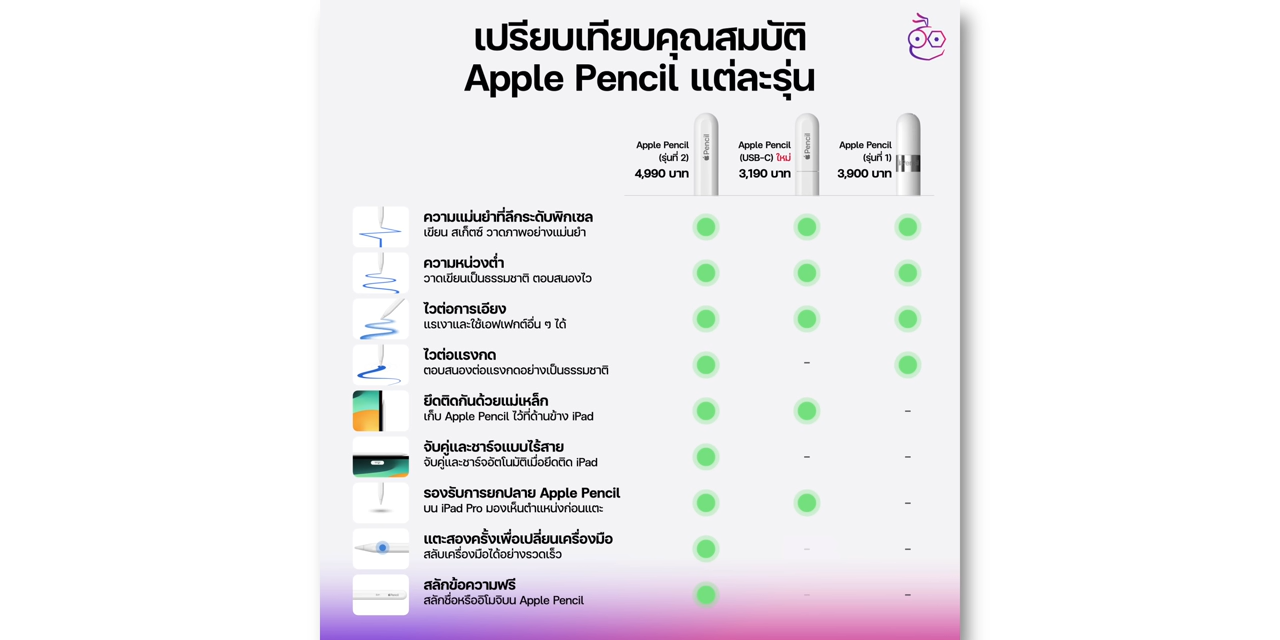 เปรียบเทียบคุณสมบัติ
Apple Pencil แต่ละรุ่น
Apple Pencil
(รุ่นที่ 2)
4,990 บาท
Pencil
Apple Pencil
(USB-C) ใหม่
3,190 บาท
Pencil
Apple Pencil
(รุ่นที่ 1)
3,900 บาท
ความแม่นยำที่ลึกระดับพิกเซล
เขียน สเก็ตช์ วาดภาพอย่างแม่นยำ
ความหน่วงต่ำ
วาดเขียนเป็นธรรมชาติ ตอบสนองไว
ไวต่อการเอียง
แรเงาและใช้เอฟเฟกต์อื่น ๆ ได้
ไวต่อแรงกด
ตอบสนองต่อแรงกดอย่างเป็นธรรมชาติ
-
ยึดติดกันด้วยแม่เหล็ก
เก็บ Apple Pencil ไว้ที่ด้านข้าง iPad
-
จับคู่และชาร์จแบบไร้สาย
จับคู่และชาร์จอัตโนมัติเมื่อยึดติด iPad
- -
รองรับการยกปลาย Apple Pencil
บน iPad Pro มองเห็นตำแหน่งก่อนแตะ
-
แตะสองครั้งเพื่อเปลี่ยนเครื่องมือ
สลับเครื่องมือได้อย่างรวดเร็ว
- -
สลักข้อความฟรี
สลักชื่อหรืออิโมจิบน Apple Pencil
- -